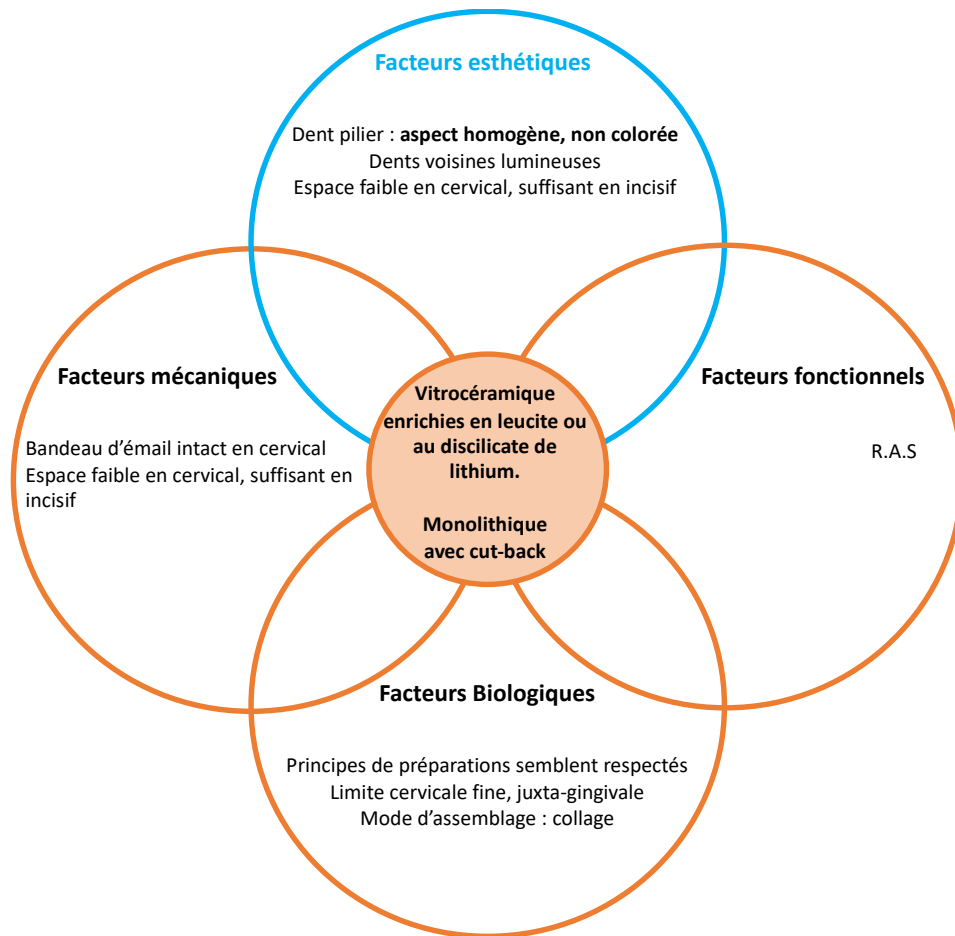 Facteurs esthétiques
Dent pilier : aspect homogène, non colorée
Dents voisines lumineuses
Espace faible en cervical, suffisant en incisif
Facteurs mécaniques
Bandeau d’émail intact en cervical
Espace faible en cervical, suffisant en
incisif
Vitrocéramique
enrichies en leucite ou
au discilicate de
lithium.
Monolithique
avec cut-back
Facteurs fonctionnels
R.A.S
Facteurs Biologiques
Principes de préparations semblent respectés
Limite cervicale fine, juxta-gingivale
Mode d’assemblage : collage